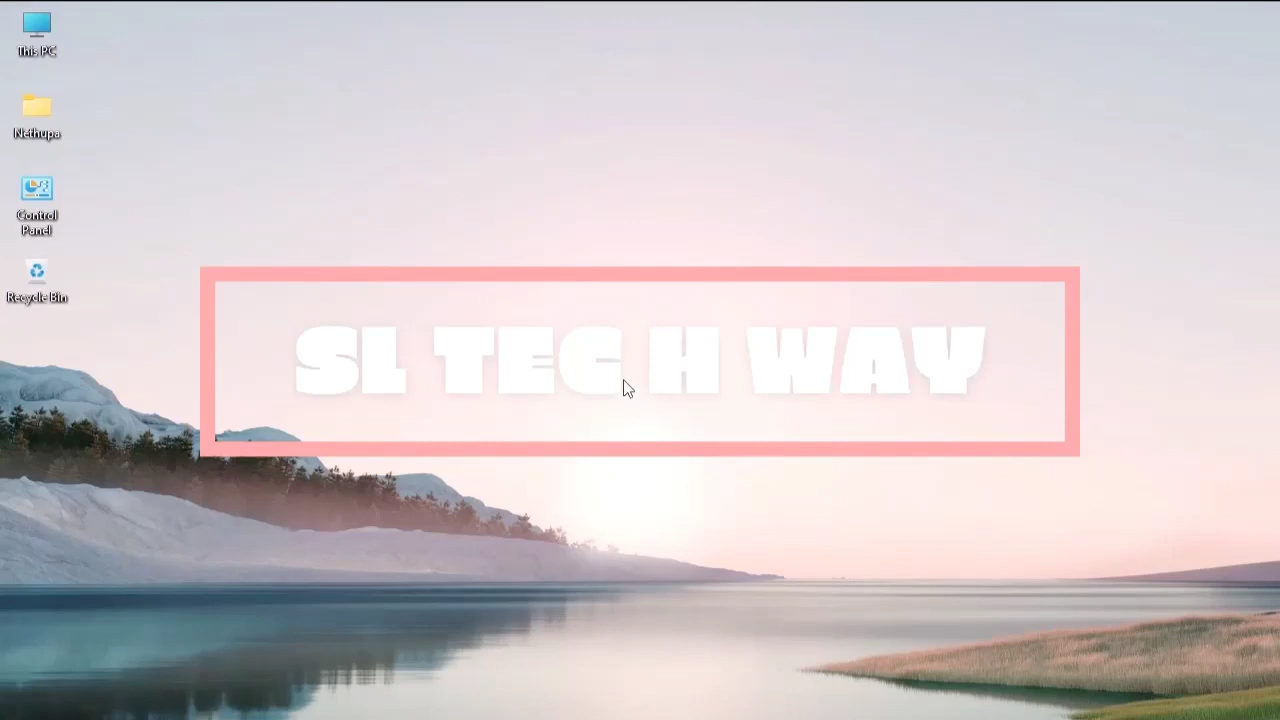 This PC
Nethupa
Control
Panel
Recycle Bin
SL TEC H WAY